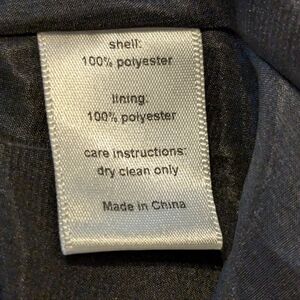 shell:
100% polyester
lining:
100% polyester
care instructions:
dry clean only
Made in China